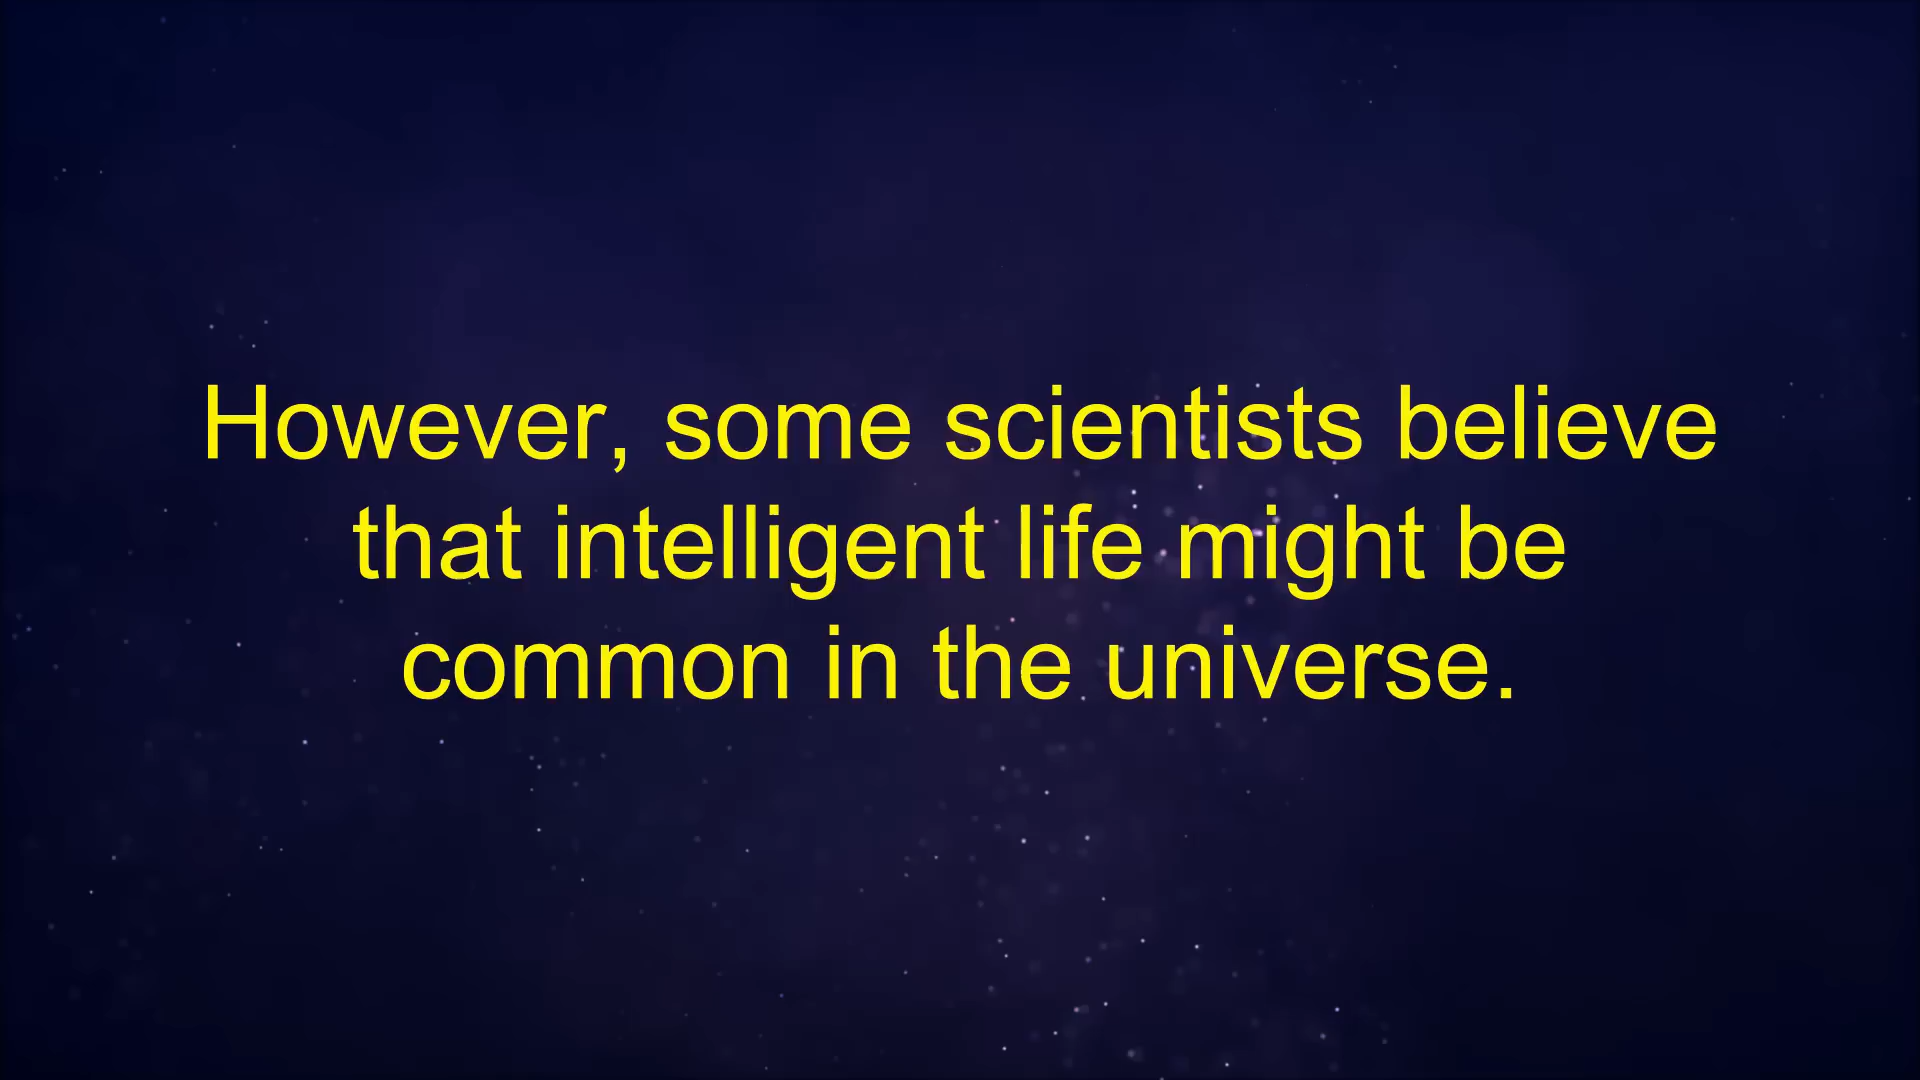 However, some scientists believe
that intelligent life might be
common in the universe.